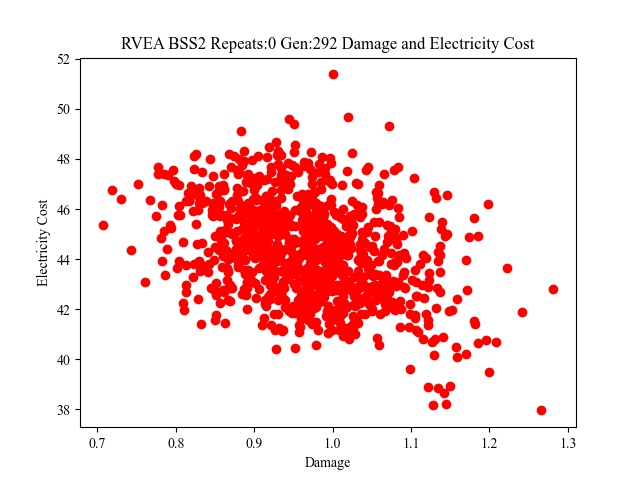 RVEA BSS2 Repeats:0 Gen:292 Damage and Electricity Cost
52
50
48
46
44
42
40
38
Electricity Cost
0.7 0.8 0.9 1.0 1.1 1.2 1.3
Damage